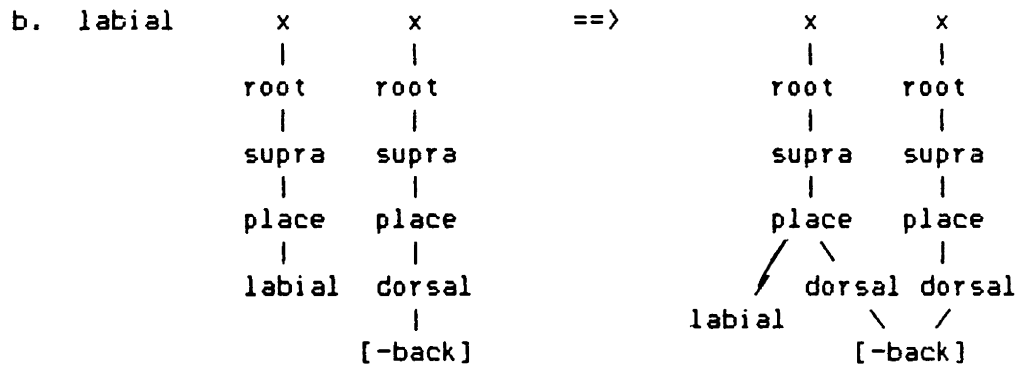 b. labial x x ==> x x
root root root root
supra supra supra supra
place place place place
labial dorsal dorsal dorsal
labial
[-back] [-back]